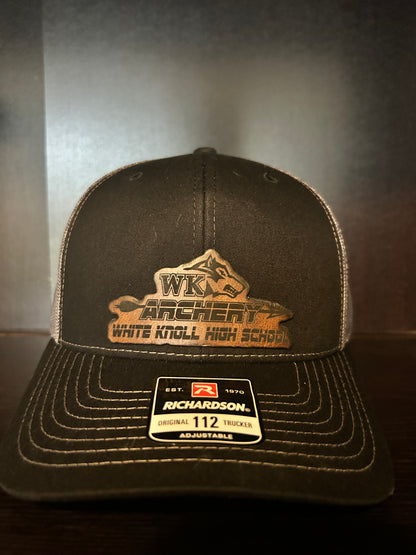 WK
ARCHERY
WHITE KNOLL HIGH SCHOOL
EST. R 1970
RICHARDSON®
ORIGINAL 112 TRUCKER
ADJUSTABLE